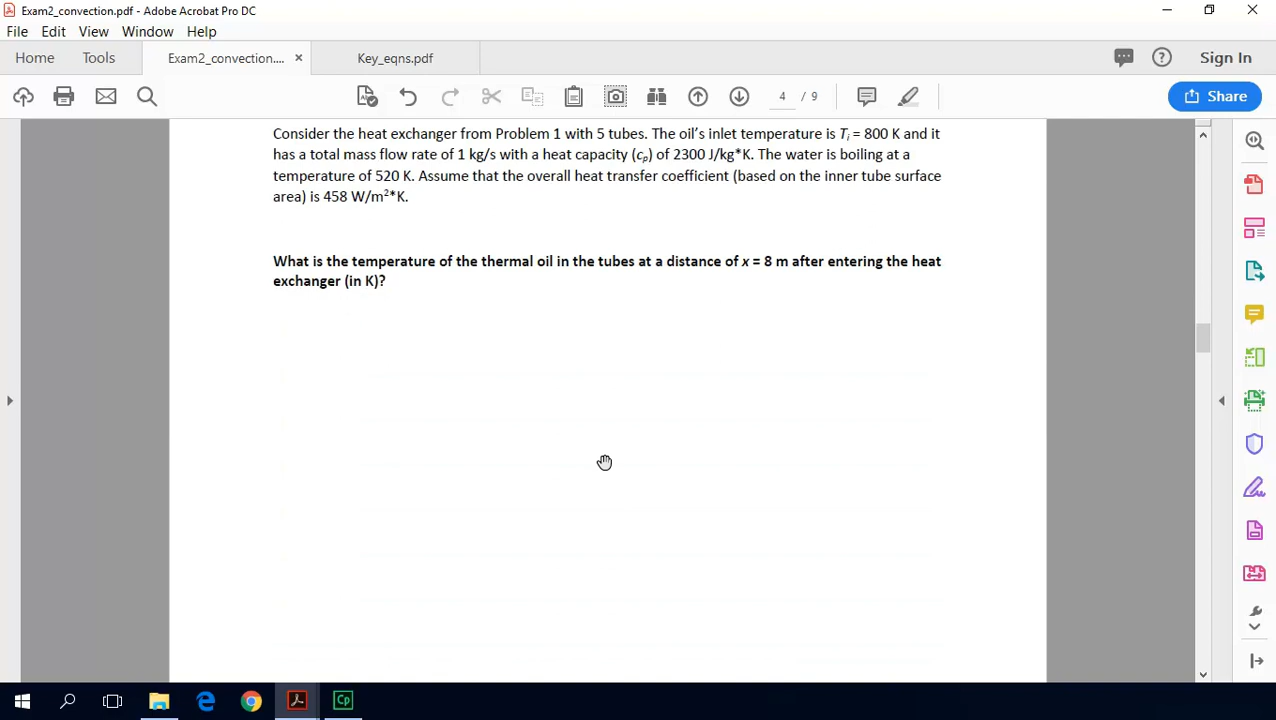 Exam2_convection.pdf - Adobe Acrobat Pro DC
File Edit View Window Help
Home Tools Exam2_convection.... × Key_eqns.pdf Sign In
4 / 9 Share
Consider the heat exchanger from Problem 1 with 5 tubes. The oil's inlet temperature is Tᵢ = 800 K and it
has a total mass flow rate of 1 kg/s with a heat capacity (cₚ) of 2300 J/kg*K. The water is boiling at a
temperature of 520 K. Assume that the overall heat transfer coefficient (based on the inner tube surface
area) is 458 W/m²*K.
What is the temperature of the thermal oil in the tubes at a distance of x = 8 m after entering the heat
exchanger (in K)?
Cp